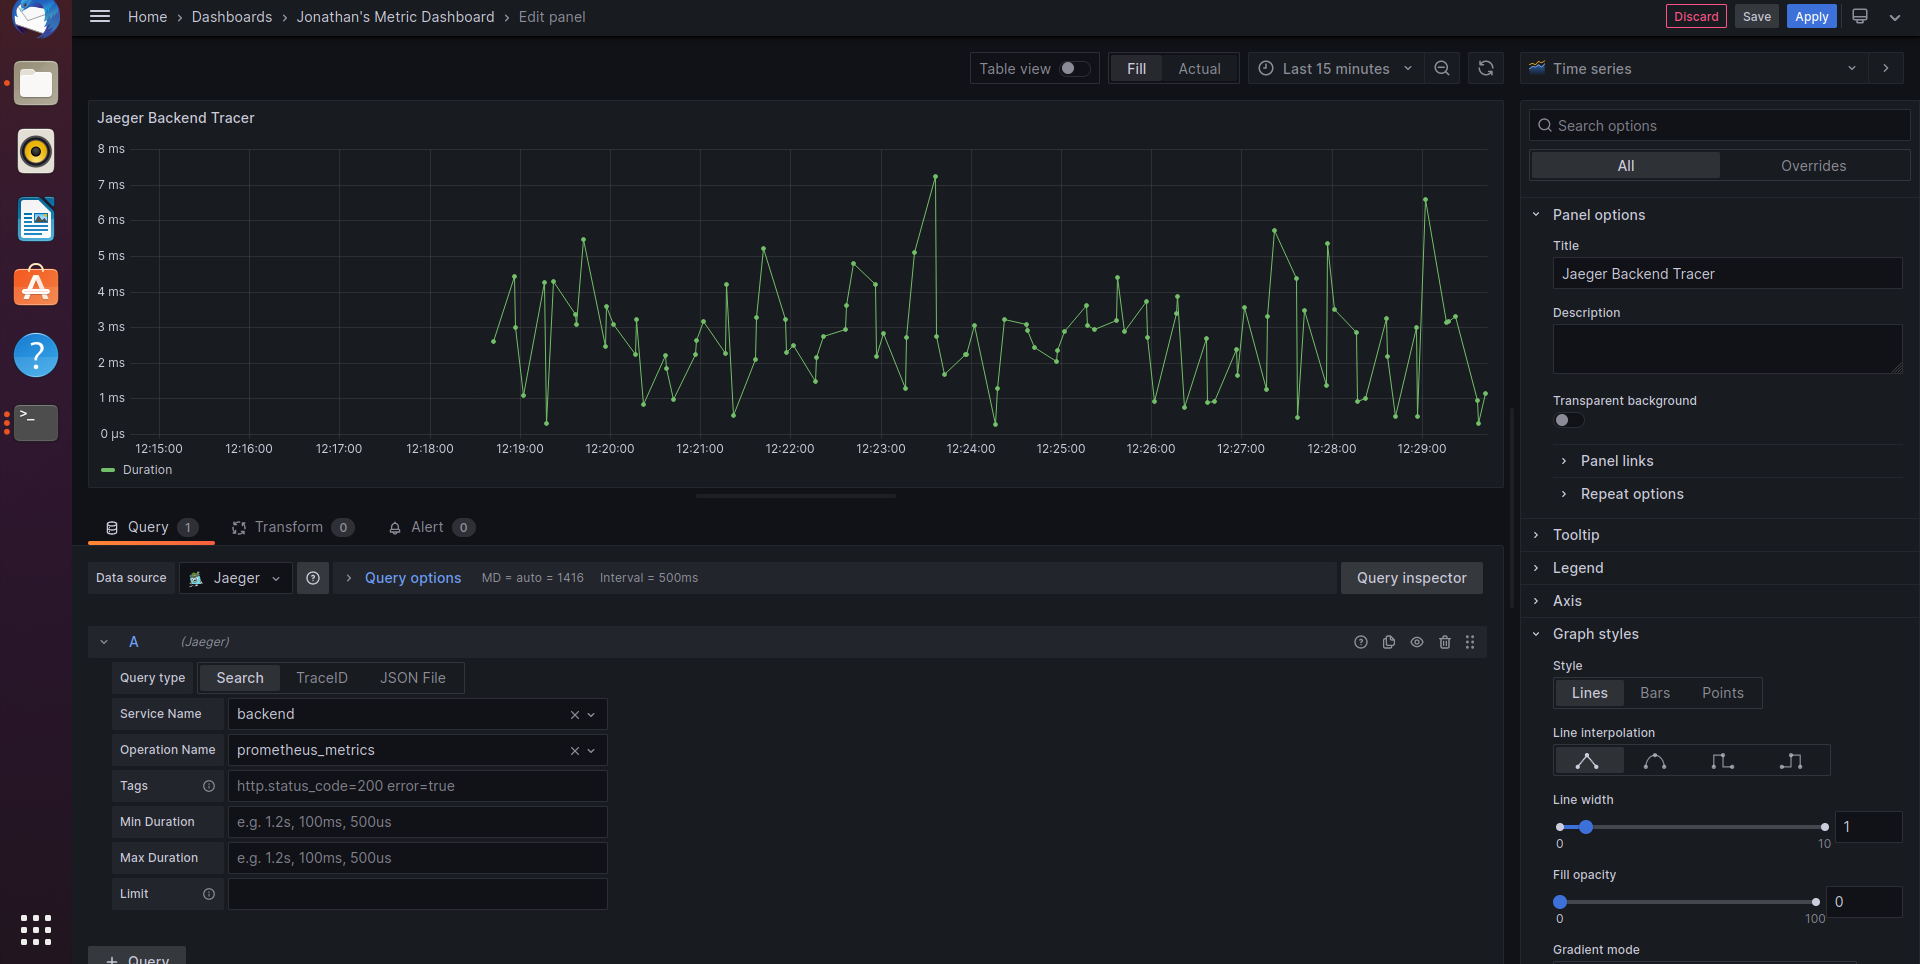 Home › Dashboards › Jonathan's Metric Dashboard › Edit panel
Discard Save Apply
Table view Fill Actual Last 15 minutes
Time series
Jaeger Backend Tracer
8 ms
7 ms
6 ms
5 ms
4 ms
3 ms
2 ms
1 ms
0 µs
12:15:00 12:16:00 12:17:00 12:18:00 12:19:00 12:20:00 12:21:00 12:22:00 12:23:00 12:24:00 12:25:00 12:26:00 12:27:00 12:28:00 12:29:00
Duration
Query 1 Transform 0 Alert 0
Data source Jaeger Query options MD = auto = 1416 Interval = 500ms Query inspector
A (Jaeger)
Query type Search TraceID JSON File
Service Name backend
Operation Name prometheus_metrics
Tags http.status_code=200 error=true
Min Duration e.g. 1.2s, 100ms, 500us
Max Duration e.g. 1.2s, 100ms, 500us
Limit
+ Query
Search options
All Overrides
Panel options
Title
Jaeger Backend Tracer
Description
Transparent background
Panel links
Repeat options
Tooltip
Legend
Axis
Graph styles
Style
Lines Bars Points
Line interpolation
Line width
1
0 10
Fill opacity
0
0 100
Gradient mode